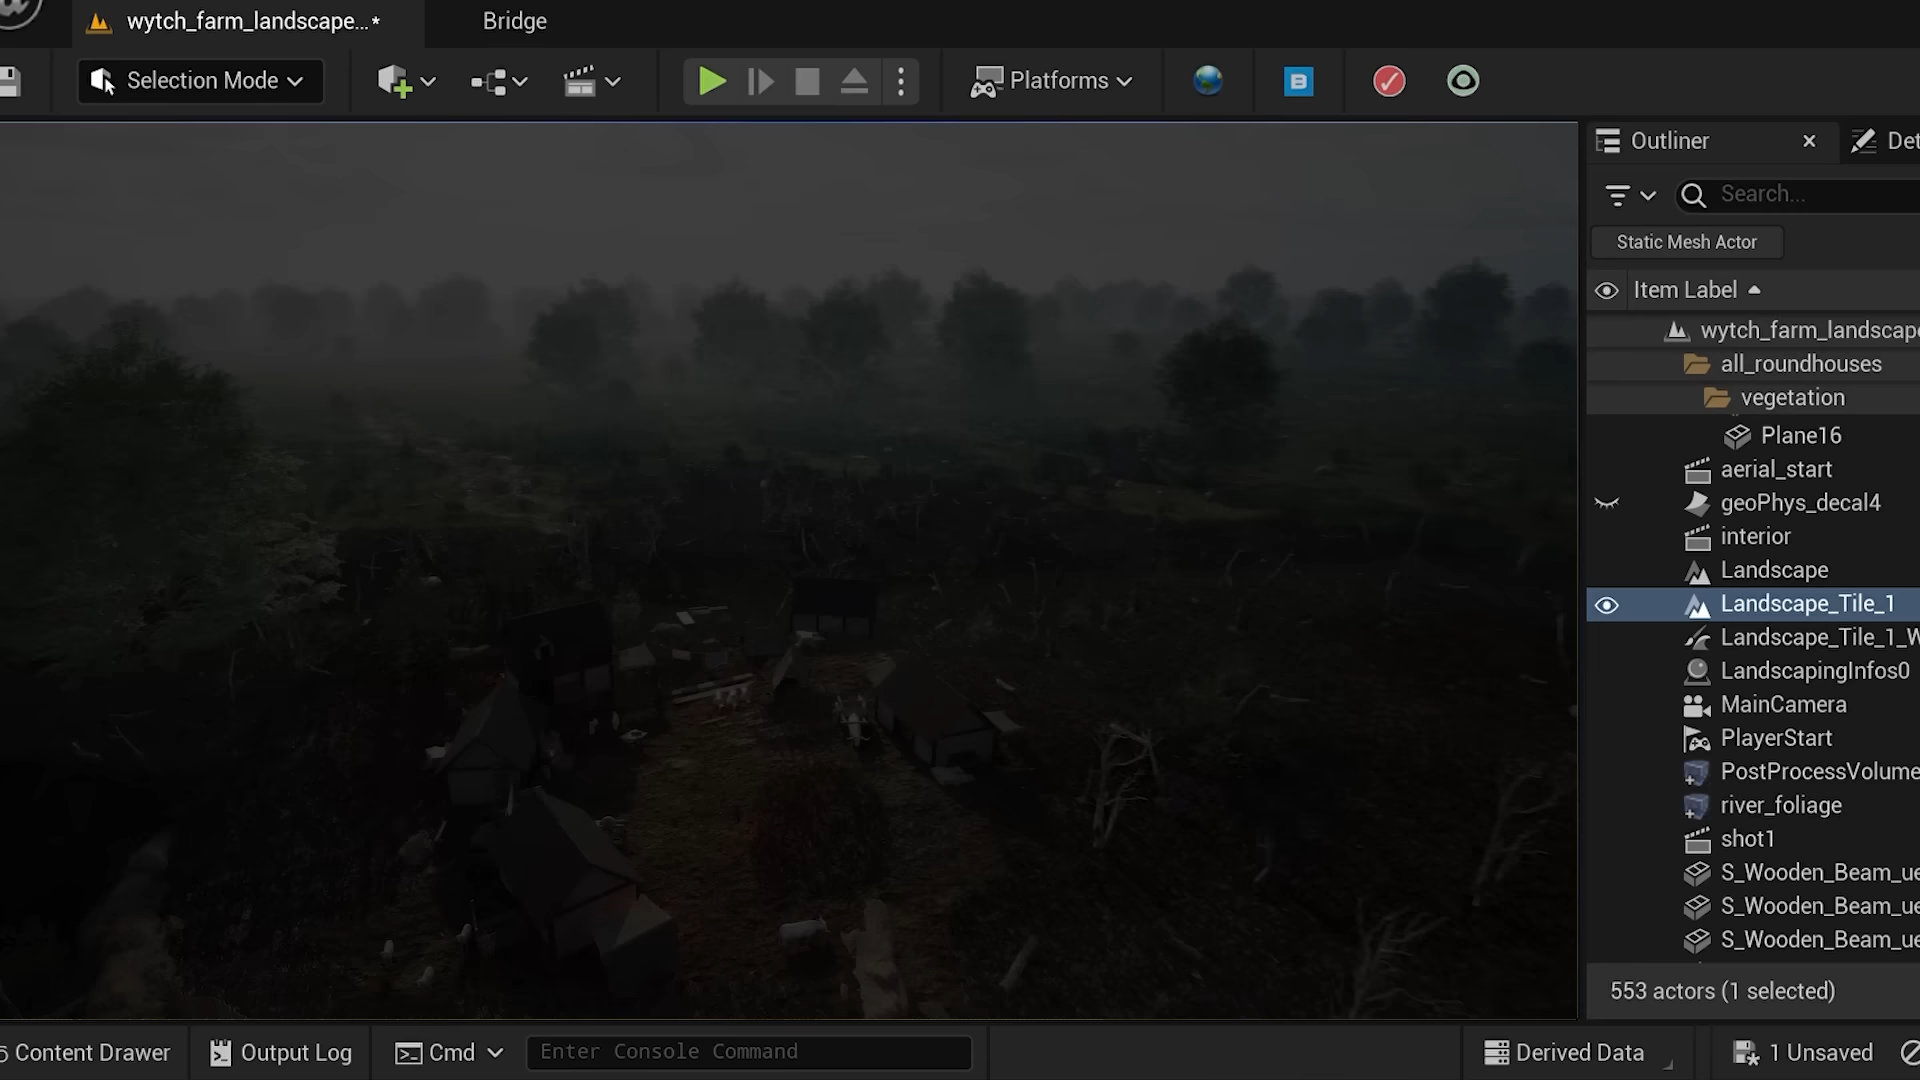 wytch_farm_landscape...*
Bridge
Selection Mode
Platforms
Outliner
Det
Search...
Static Mesh Actor
Item Label
wytch_farm_landscape
all_roundhouses
vegetation
Plane16
aerial_start
geoPhys_decal4
interior
Landscape
Landscape_Tile_1
Landscape_Tile_1_W
LandscapingInfos0
MainCamera
PlayerStart
PostProcessVolume
river_foliage
shot1
S_Wooden_Beam_ue
S_Wooden_Beam_ue
S_Wooden_Beam_ue
553 actors (1 selected)
Content Drawer
Output Log
Cmd
Enter Console Command
Derived Data
1 Unsaved